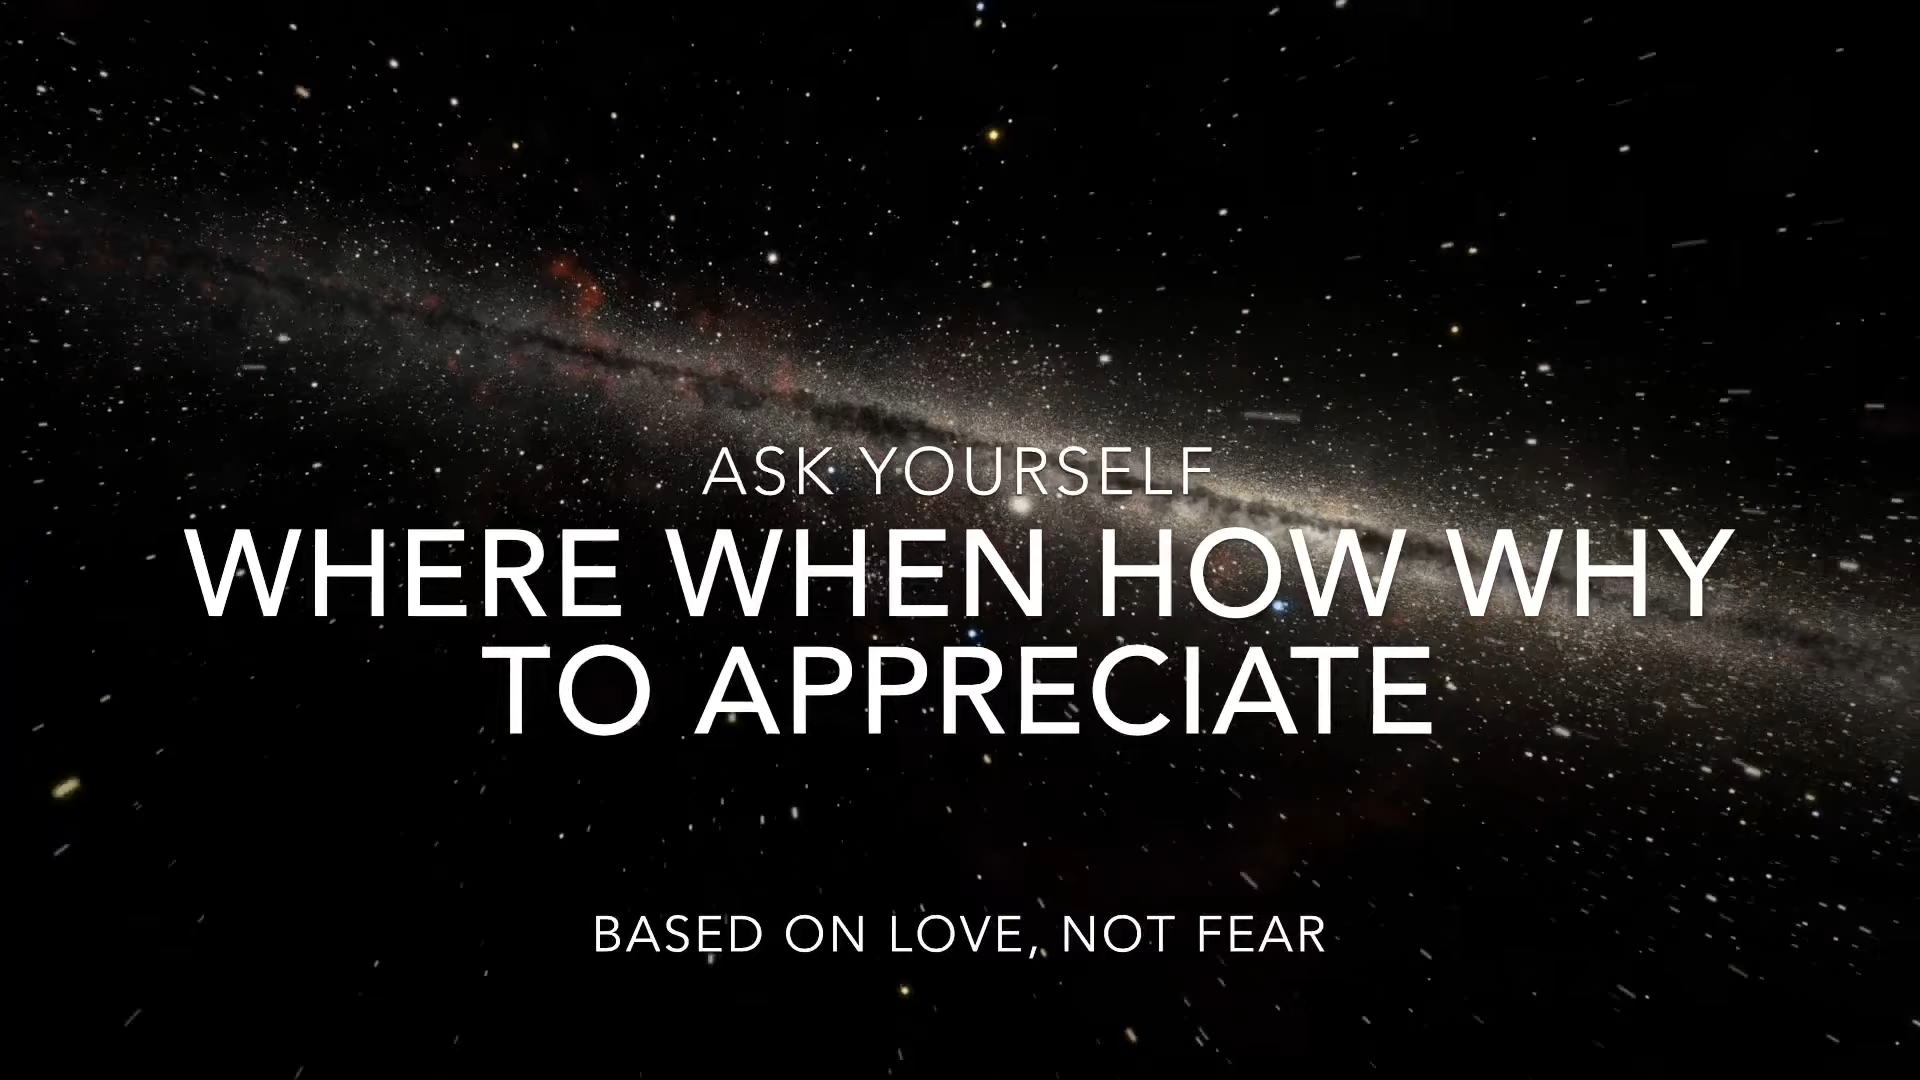 ASK YOURSELF
WHERE WHEN HOW WHY
TO APPRECIATE
BASED ON LOVE, NOT FEAR